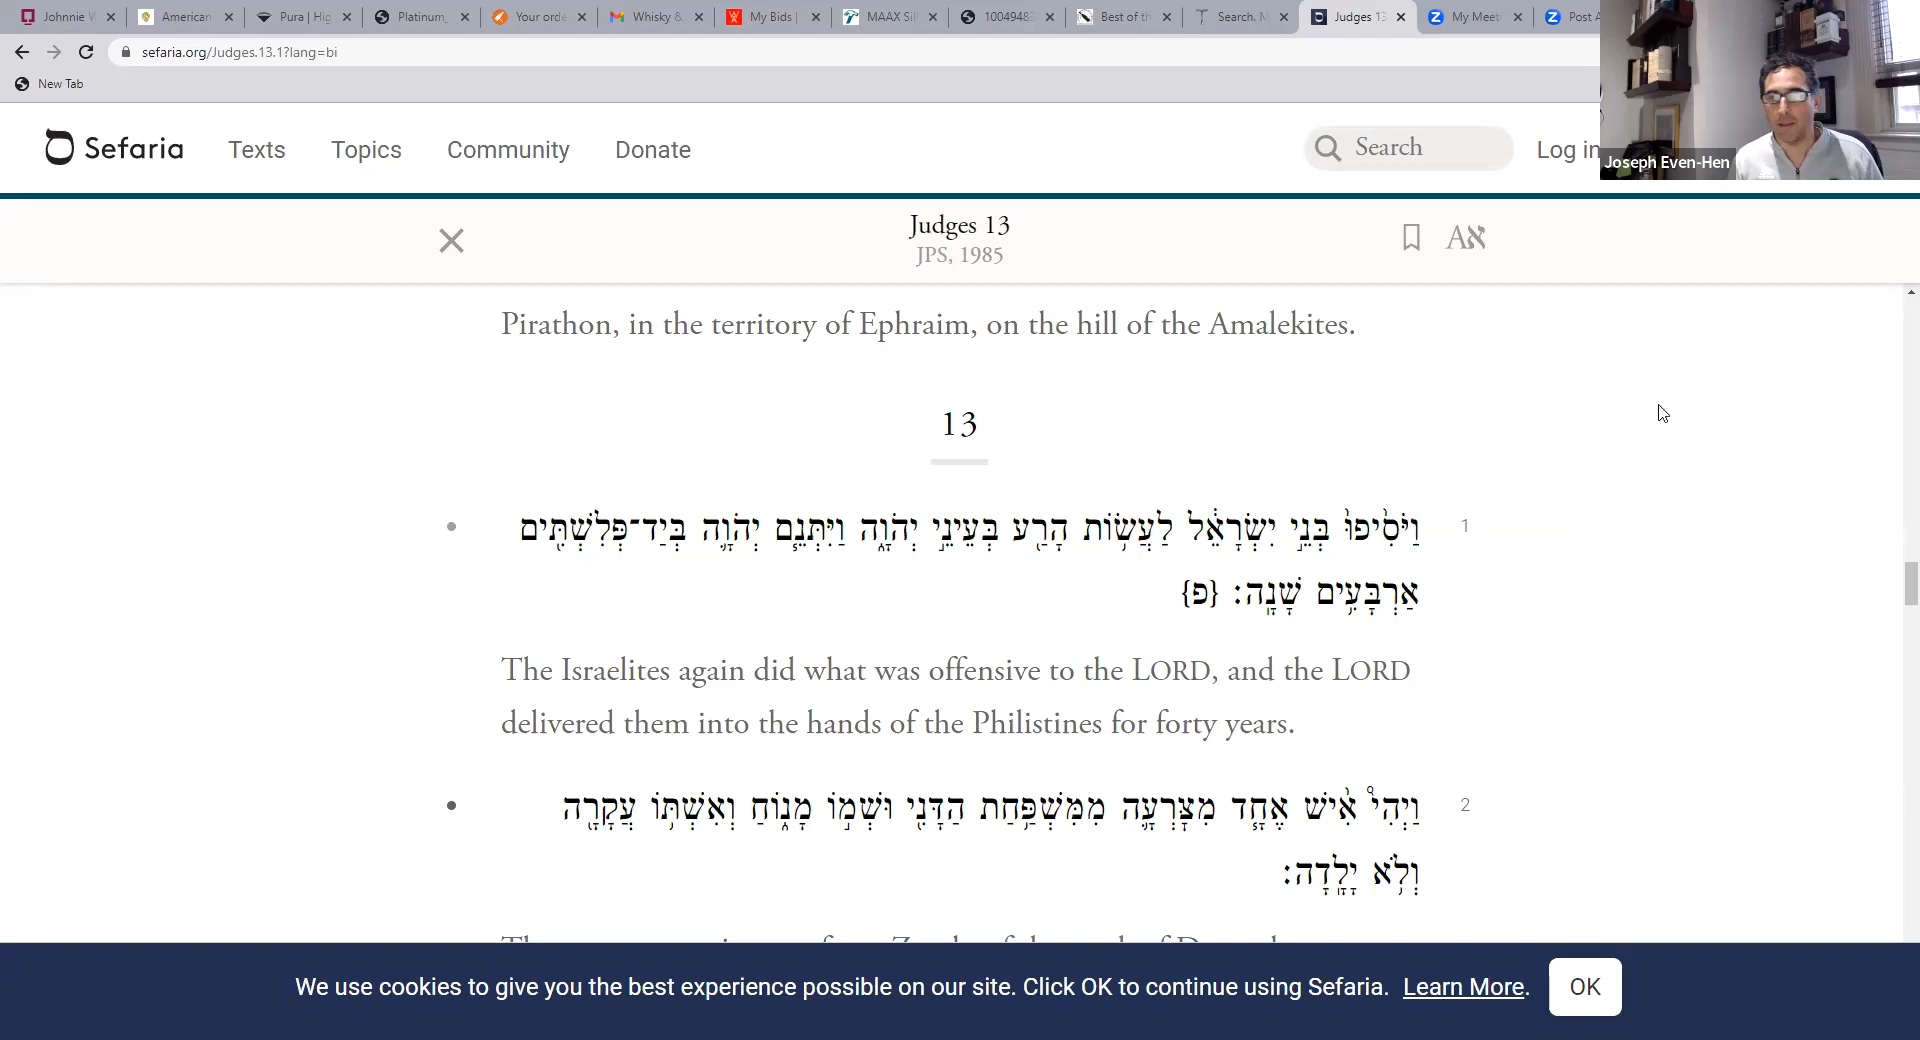 Johnnie W
American
Pura | Hig
Platinum_
Your orde
Whisky &
My Bids |
MAAX Sil
10049483
Best of th
Search. M
Judges 13
My Meet
Post A
sefaria.org/Judges.13.1?lang=bi
New Tab
Sefaria
Texts
Topics
Community
Donate
Search
Log in
Joseph Even-Hen
Judges 13
JPS, 1985
Aא
Pirathon, in the territory of Ephraim, on the hill of the Amalekites.
13
וַיֹּסִ֙יפוּ֙ בְּנֵ֣י יִשְׂרָאֵ֔ל לַעֲשׂ֥וֹת הָרַ֖ע בְּעֵינֵ֣י יְהֹוָ֑ה וַיִּתְּנֵ֧ם יְהֹוָ֛ה בְּיַד־פְּלִשְׁתִּ֖ים
1
אַרְבָּעִ֥ים שָׁנָֽה׃ {פ}
The Israelites again did what was offensive to the LORD, and the LORD
delivered them into the hands of the Philistines for forty years.
וַיְהִי֩ אִ֨ישׁ אֶחָ֧ד מִצׇּרְעָ֛ה מִמִּשְׁפַּ֥חַת הַדָּנִ֖י וּשְׁמ֣וֹ מָנ֑וֹחַ וְאִשְׁתּ֥וֹ עֲקָרָ֖ה
2
וְלֹ֥א יָלָֽדָה׃
We use cookies to give you the best experience possible on our site. Click OK to continue using Sefaria. Learn More.
OK